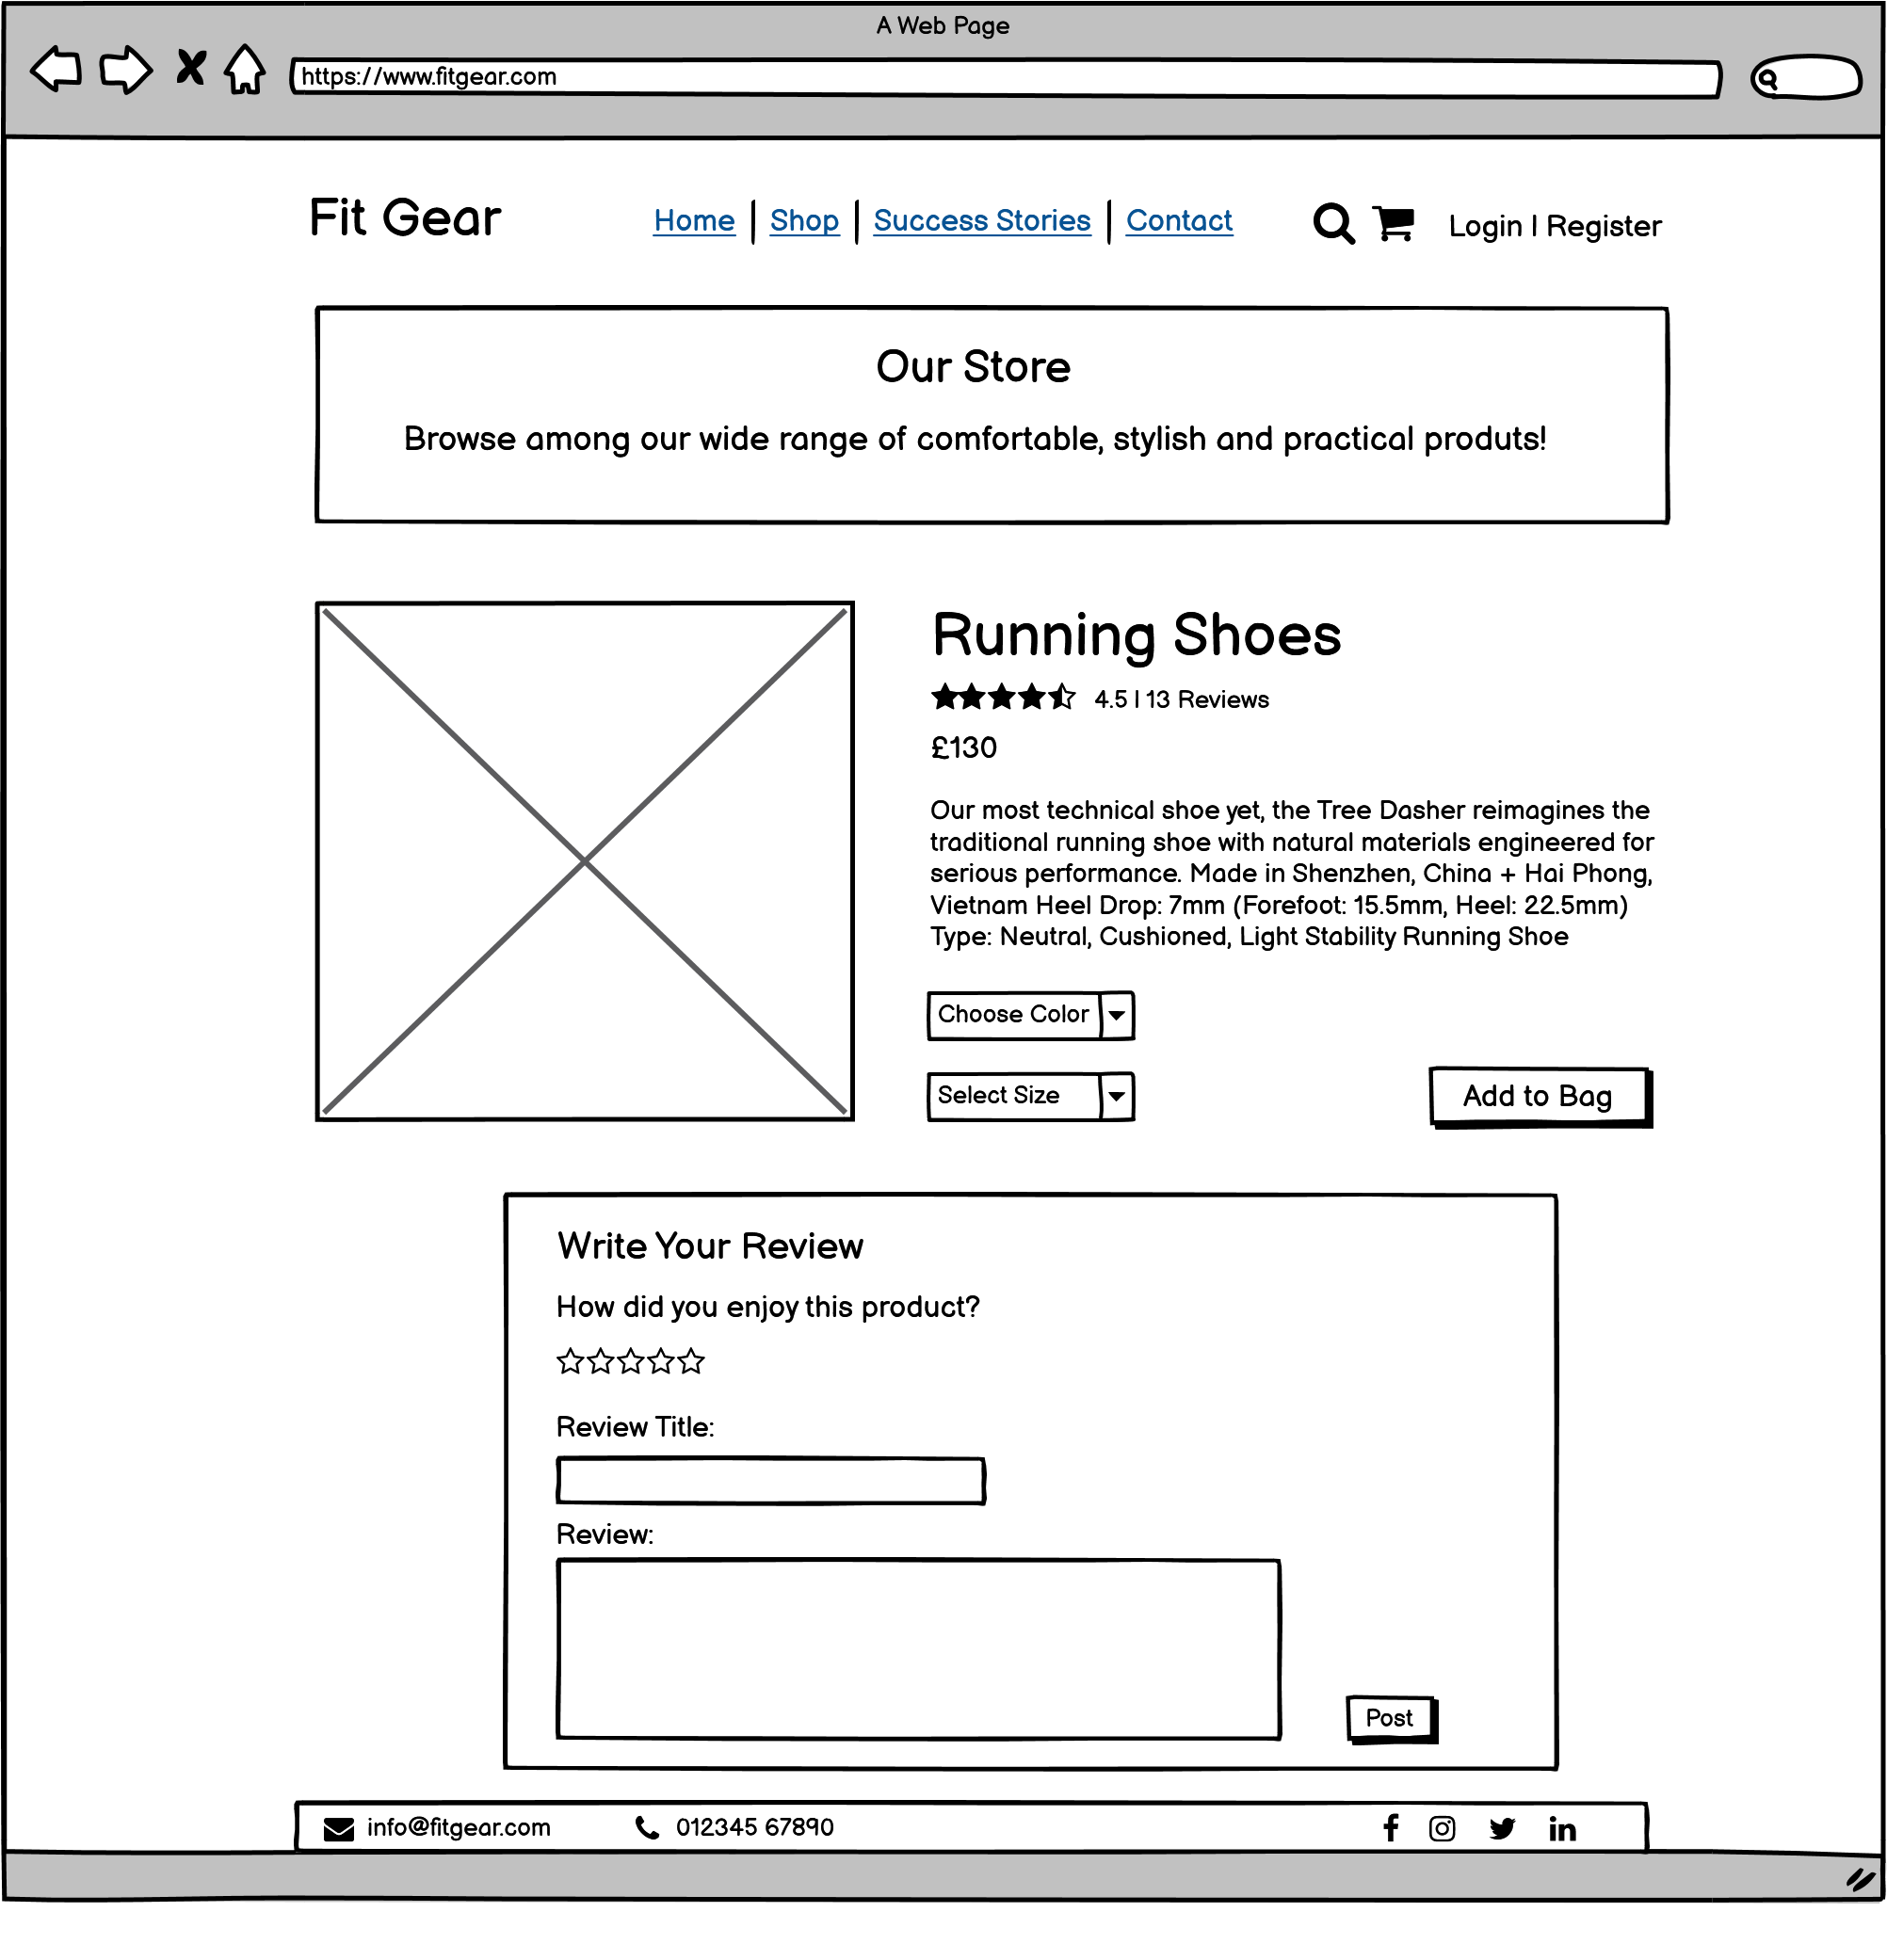 A Web Page
https://www.fitgear.com
Fit Gear
Home | Shop | Success Stories | Contact
Login | Register
Our Store
Browse among our wide range of comfortable, stylish and practical produts!
Running Shoes
4.5 | 13 Reviews
£130
Our most technical shoe yet, the Tree Dasher reimagines the
traditional running shoe with natural materials engineered for
serious performance. Made in Shenzhen, China + Hai Phong,
Vietnam Heel Drop: 7mm (Forefoot: 15.5mm, Heel: 22.5mm)
Type: Neutral, Cushioned, Light Stability Running Shoe
Choose Color
Select Size
Add to Bag
Write Your Review
How did you enjoy this product?
Review Title:
Review:
Post
info@fitgear.com
012345 67890